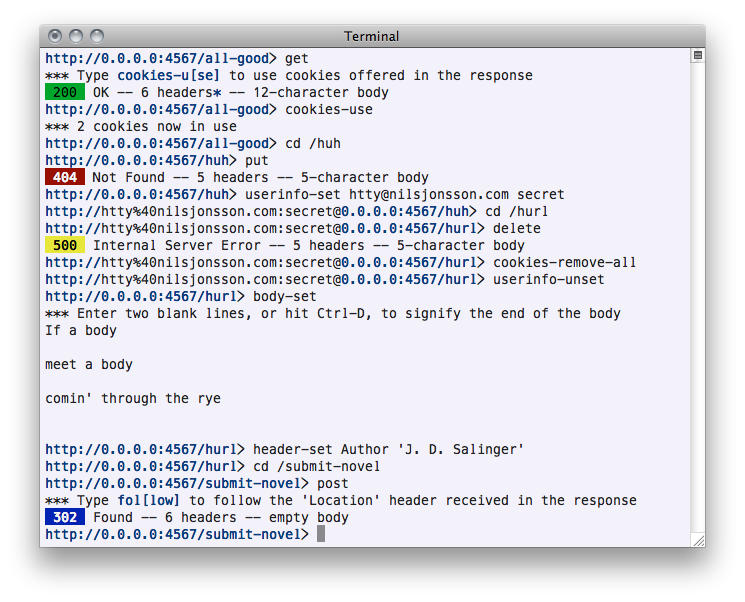 Terminal
http://0.0.0.0:4567/all-good> get
*** Type cookies-u[se] to use cookies offered in the response
200 OK -- 6 headers* -- 12-character body
http://0.0.0.0:4567/all-good> cookies-use
*** 2 cookies now in use
http://0.0.0.0:4567/all-good> cd /huh
http://0.0.0.0:4567/huh> put
404 Not Found -- 5 headers -- 5-character body
http://0.0.0.0:4567/huh> userinfo-set htty@nilsjonsson.com secret
http://htty%40nilsjonsson.com:secret@0.0.0.0:4567/huh> cd /hurl
http://htty%40nilsjonsson.com:secret@0.0.0.0:4567/hurl> delete
500 Internal Server Error -- 5 headers -- 5-character body
http://htty%40nilsjonsson.com:secret@0.0.0.0:4567/hurl> cookies-remove-all
http://htty%40nilsjonsson.com:secret@0.0.0.0:4567/hurl> userinfo-unset
http://0.0.0.0:4567/hurl> body-set
*** Enter two blank lines, or hit Ctrl-D, to signify the end of the body
If a body
meet a body
comin' through the rye
http://0.0.0.0:4567/hurl> header-set Author 'J. D. Salinger'
http://0.0.0.0:4567/hurl> cd /submit-novel
http://0.0.0.0:4567/submit-novel> post
*** Type fol[low] to follow the 'Location' header received in the response
302 Found -- 6 headers -- empty body
http://0.0.0.0:4567/submit-novel>